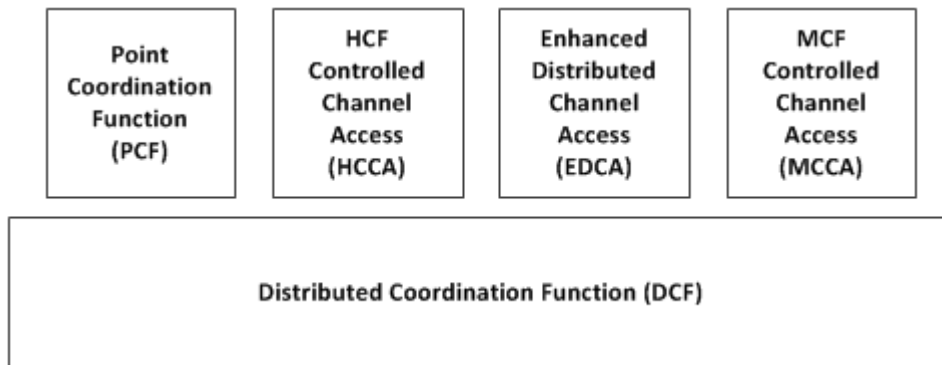 Point
Coordination
Function
(PCF)
HCF
Controlled
Channel
Access
(HCCA)
Enhanced
Distributed
Channel
Access
(EDCA)
MCF
Controlled
Channel
Access
(MCCA)
Distributed Coordination Function (DCF)